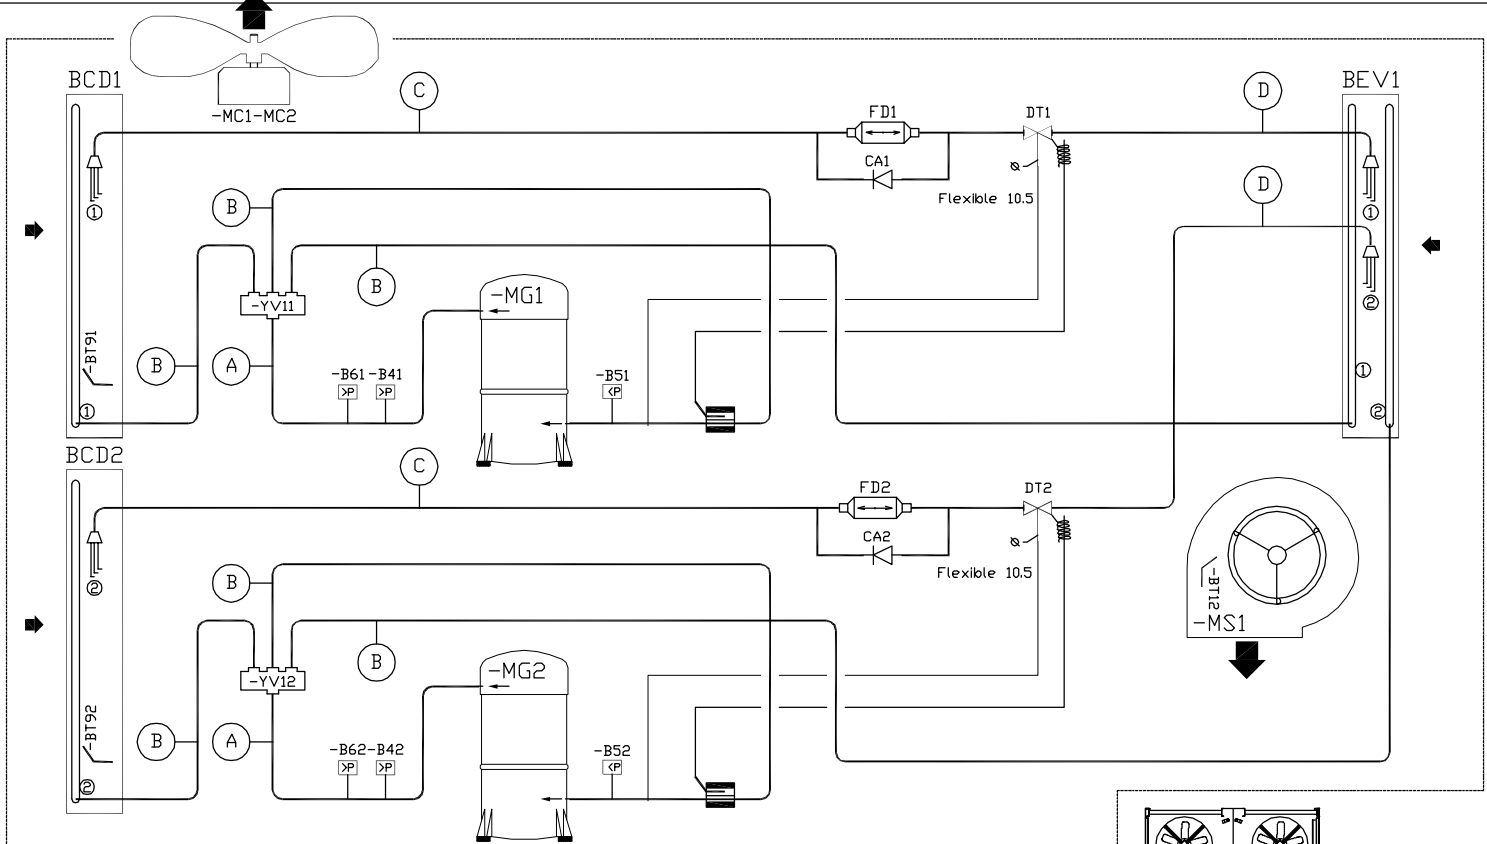 BCD1
-MC1-MC2
C
FD1
DT1
D
BEV1
CA1
Ø
Flexible 10.5
D
B
1
1
2
B
-YV11
-MG1
-BT91
B
A
-B61
-B41
-B51
>P
>P
<P
1
1
2
BCD2
C
FD2
DT2
CA2
Ø
Flexible 10.5
B
2
-BT12
-MS1
B
-YV12
-MG2
-BT92
B
A
-B62
-B42
-B52
>P
>P
<P
2